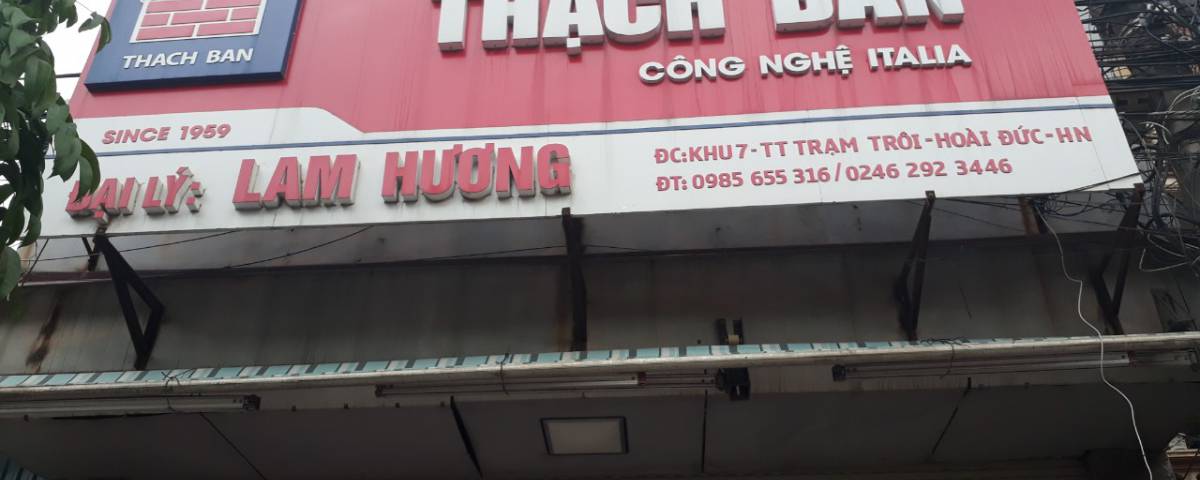 THẠCH BÀN
THACH BAN
CÔNG NGHỆ ITALIA
SINCE 1959
ĐẠI LÝ: LAM HƯƠNG
ĐC:KHU 7-TT TRẠM TRÔI-HOÀI ĐỨC-HN
ĐT: 0985 655 316/0246 292 3446